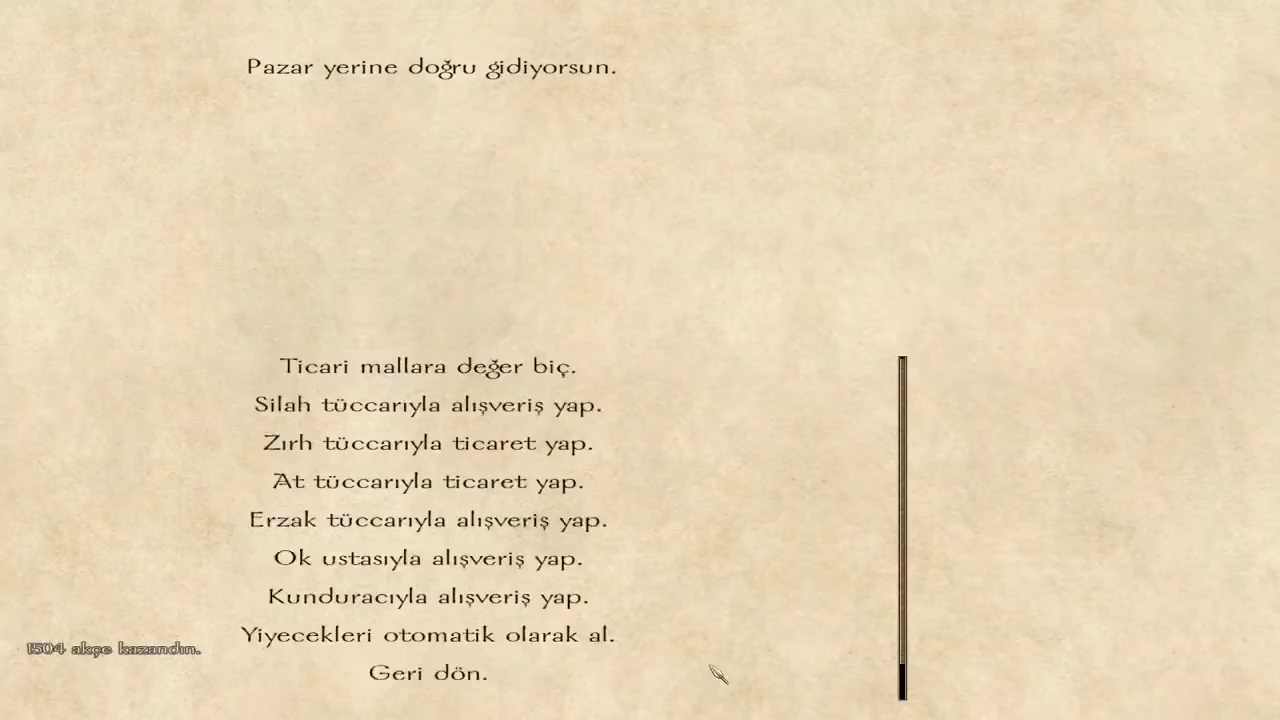 Pazar yerine doğru gidiyorsun.
Ticari mallara değer biç.
Silah tüccarıyla alışveriş yap.
Zırh tüccarıyla ticaret yap.
At tüccarıyla ticaret yap.
Erzak tüccarıyla alışveriş yap.
Ok ustasıyla alışveriş yap.
Kunduracıyla alışveriş yap.
Yiyecekleri otomatik olarak al.
1504 akçe kazandın.
Geri dön.